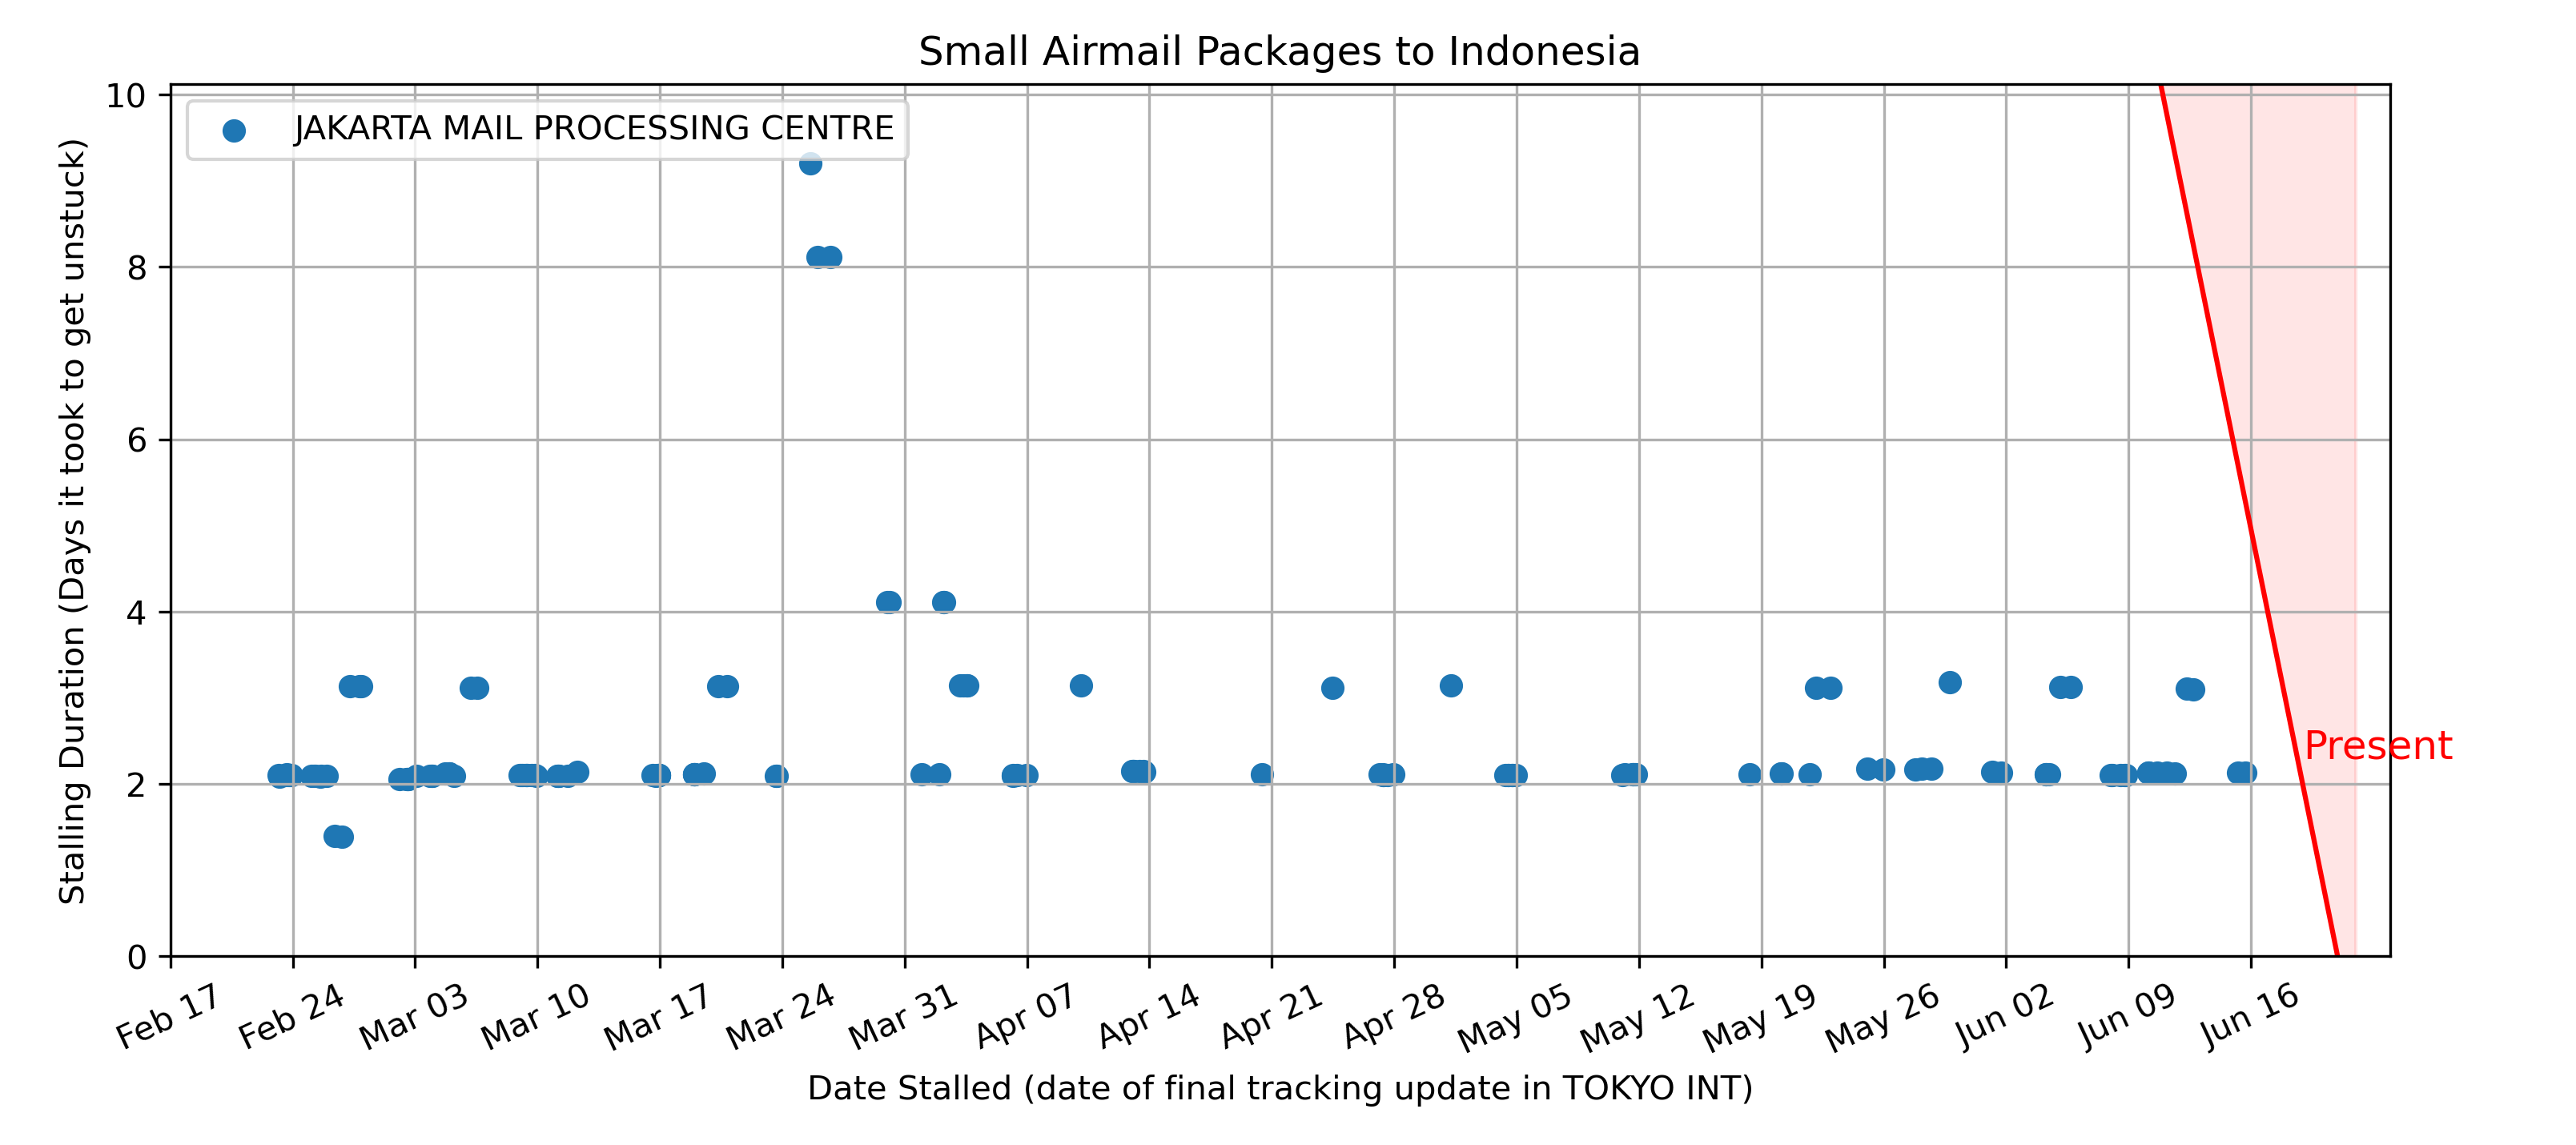 Small Airmail Packages to Indonesia
JAKARTA MAIL PROCESSING CENTRE
Stalling Duration (Days it took to get unstuck)
10
8
6
4
2
0
Present
Feb 17
Feb 24
Mar 03
Mar 10
Mar 17
Mar 24
Mar 31
Apr 07
Apr 14
Apr 21
Apr 28
May 05
May 12
May 19
May 26
Jun 02
Jun 09
Jun 16
Date Stalled (date of final tracking update in TOKYO INT)